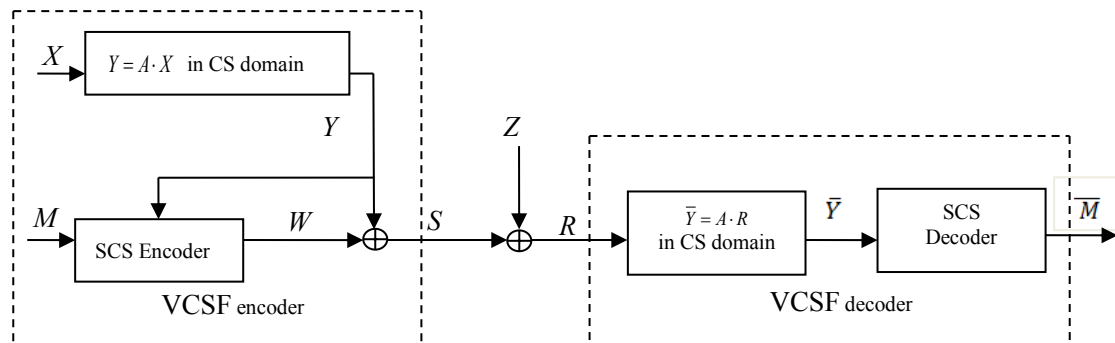 X
Y = A · X in CS domain
Y
Z
M
SCS Encoder
W
S
R
Ȳ = A · R
in CS domain
Ȳ
SCS
Decoder
M̅
VCSF encoder
VCSF decoder